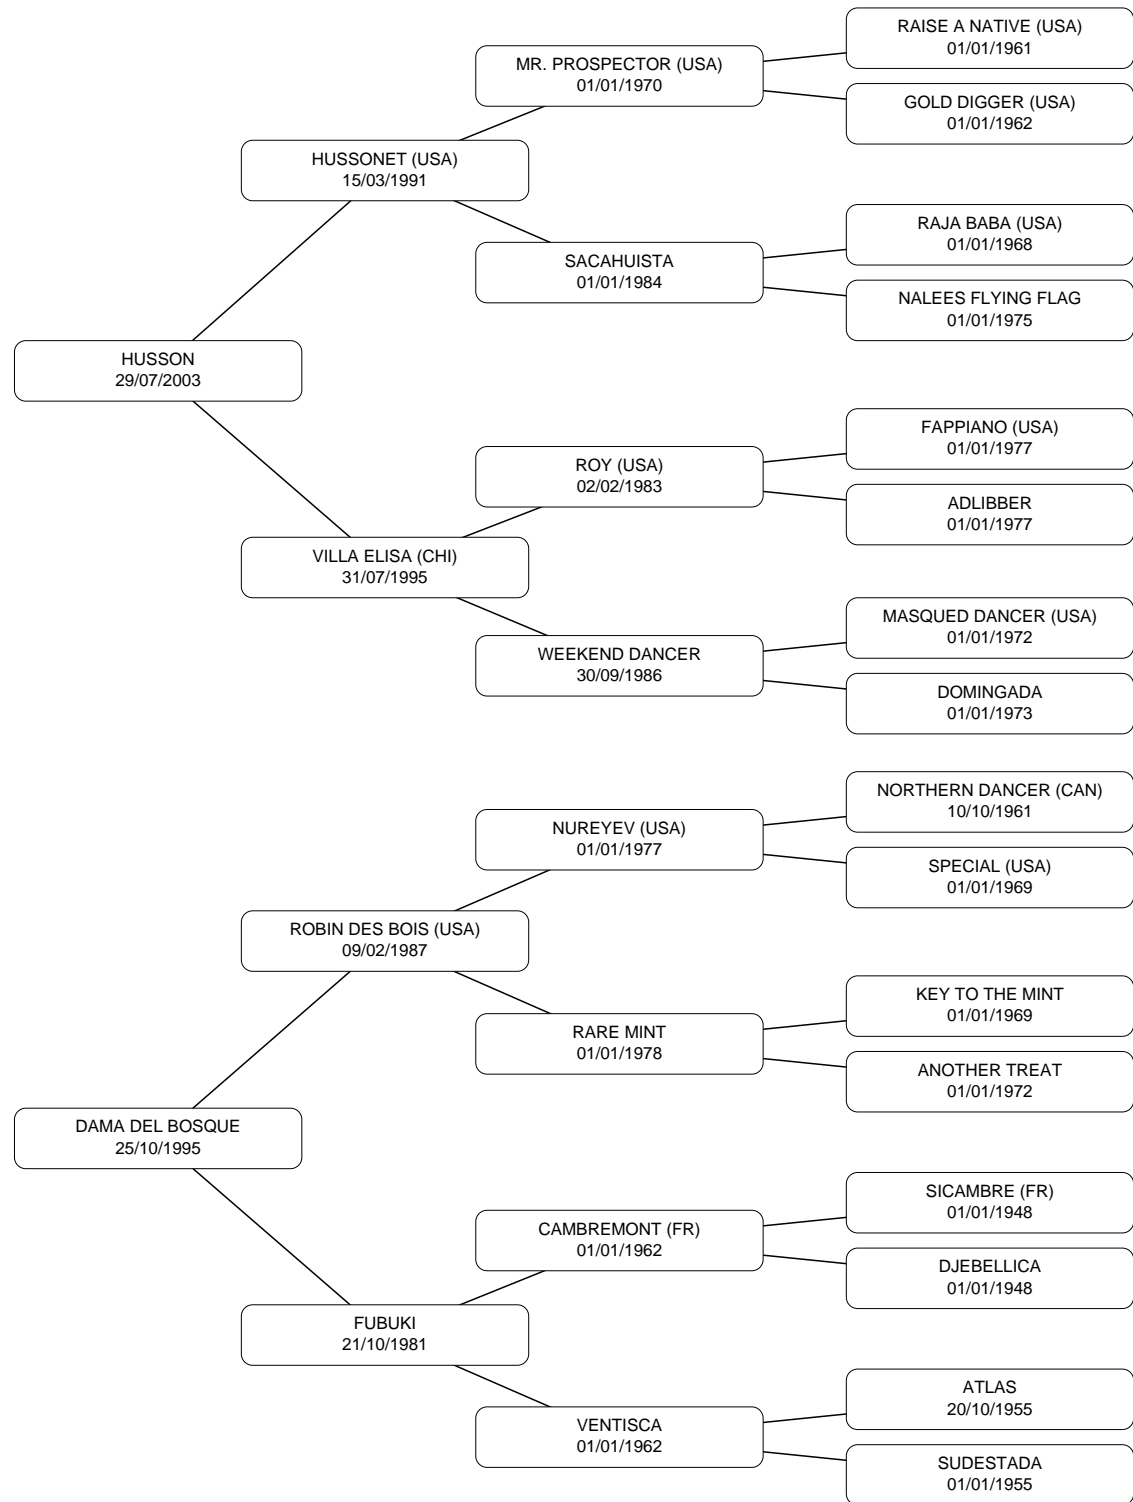 RAISE A NATIVE (USA)
01/01/1961
MR. PROSPECTOR (USA)
01/01/1970
GOLD DIGGER (USA)
01/01/1962
HUSSONET (USA)
15/03/1991
RAJA BABA (USA)
01/01/1968
SACAHUISTA
01/01/1984
NALEES FLYING FLAG
01/01/1975
HUSSON
29/07/2003
FAPPIANO (USA)
01/01/1977
ROY (USA)
02/02/1983
ADLIBBER
01/01/1977
VILLA ELISA (CHI)
31/07/1995
MASQUED DANCER (USA)
01/01/1972
WEEKEND DANCER
30/09/1986
DOMINGADA
01/01/1973
NORTHERN DANCER (CAN)
10/10/1961
NUREYEV (USA)
01/01/1977
SPECIAL (USA)
01/01/1969
ROBIN DES BOIS (USA)
09/02/1987
KEY TO THE MINT
01/01/1969
RARE MINT
01/01/1978
ANOTHER TREAT
01/01/1972
DAMA DEL BOSQUE
25/10/1995
SICAMBRE (FR)
01/01/1948
CAMBREMONT (FR)
01/01/1962
DJEBELLICA
01/01/1948
FUBUKI
21/10/1981
ATLAS
20/10/1955
VENTISCA
01/01/1962
SUDESTADA
01/01/1955